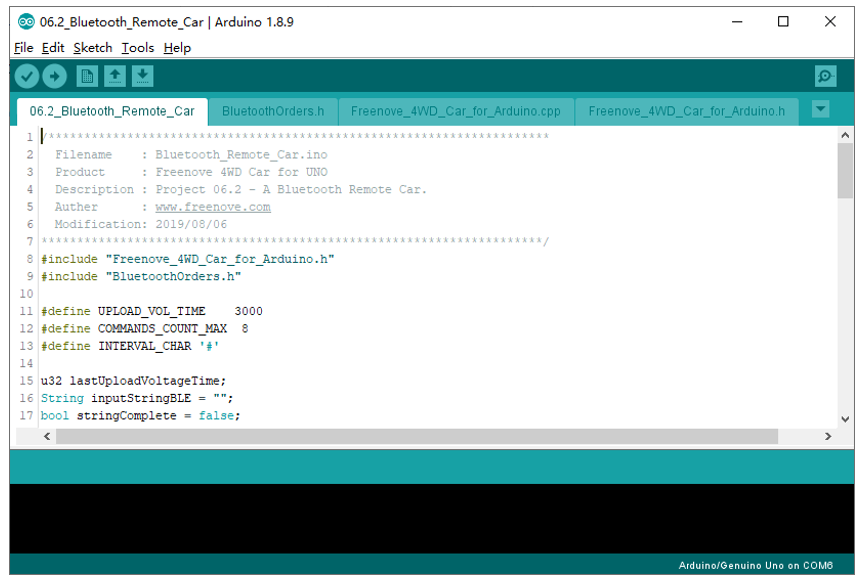 06.2_Bluetooth_Remote_Car | Arduino 1.8.9
File Edit Sketch Tools Help
06.2_Bluetooth_Remote_Car BluetoothOrders.h Freenove_4WD_Car_for_Arduino.cpp Freenove_4WD_Car_for_Arduino.h
1 /***********************************************************************
2 Filename : Bluetooth_Remote_Car.ino
3 Product : Freenove 4WD Car for UNO
4 Description : Project 06.2 - A Bluetooth Remote Car.
5 Auther : www.freenove.com
6 Modification: 2019/08/06
7 **********************************************************************/
8 #include "Freenove_4WD_Car_for_Arduino.h"
9 #include "BluetoothOrders.h"
10
11 #define UPLOAD_VOL_TIME 3000
12 #define COMMANDS_COUNT_MAX 8
13 #define INTERVAL_CHAR '#'
14
15 u32 lastUploadVoltageTime;
16 String inputStringBLE = "";
17 bool stringComplete = false;
Arduino/Genuino Uno on COM6